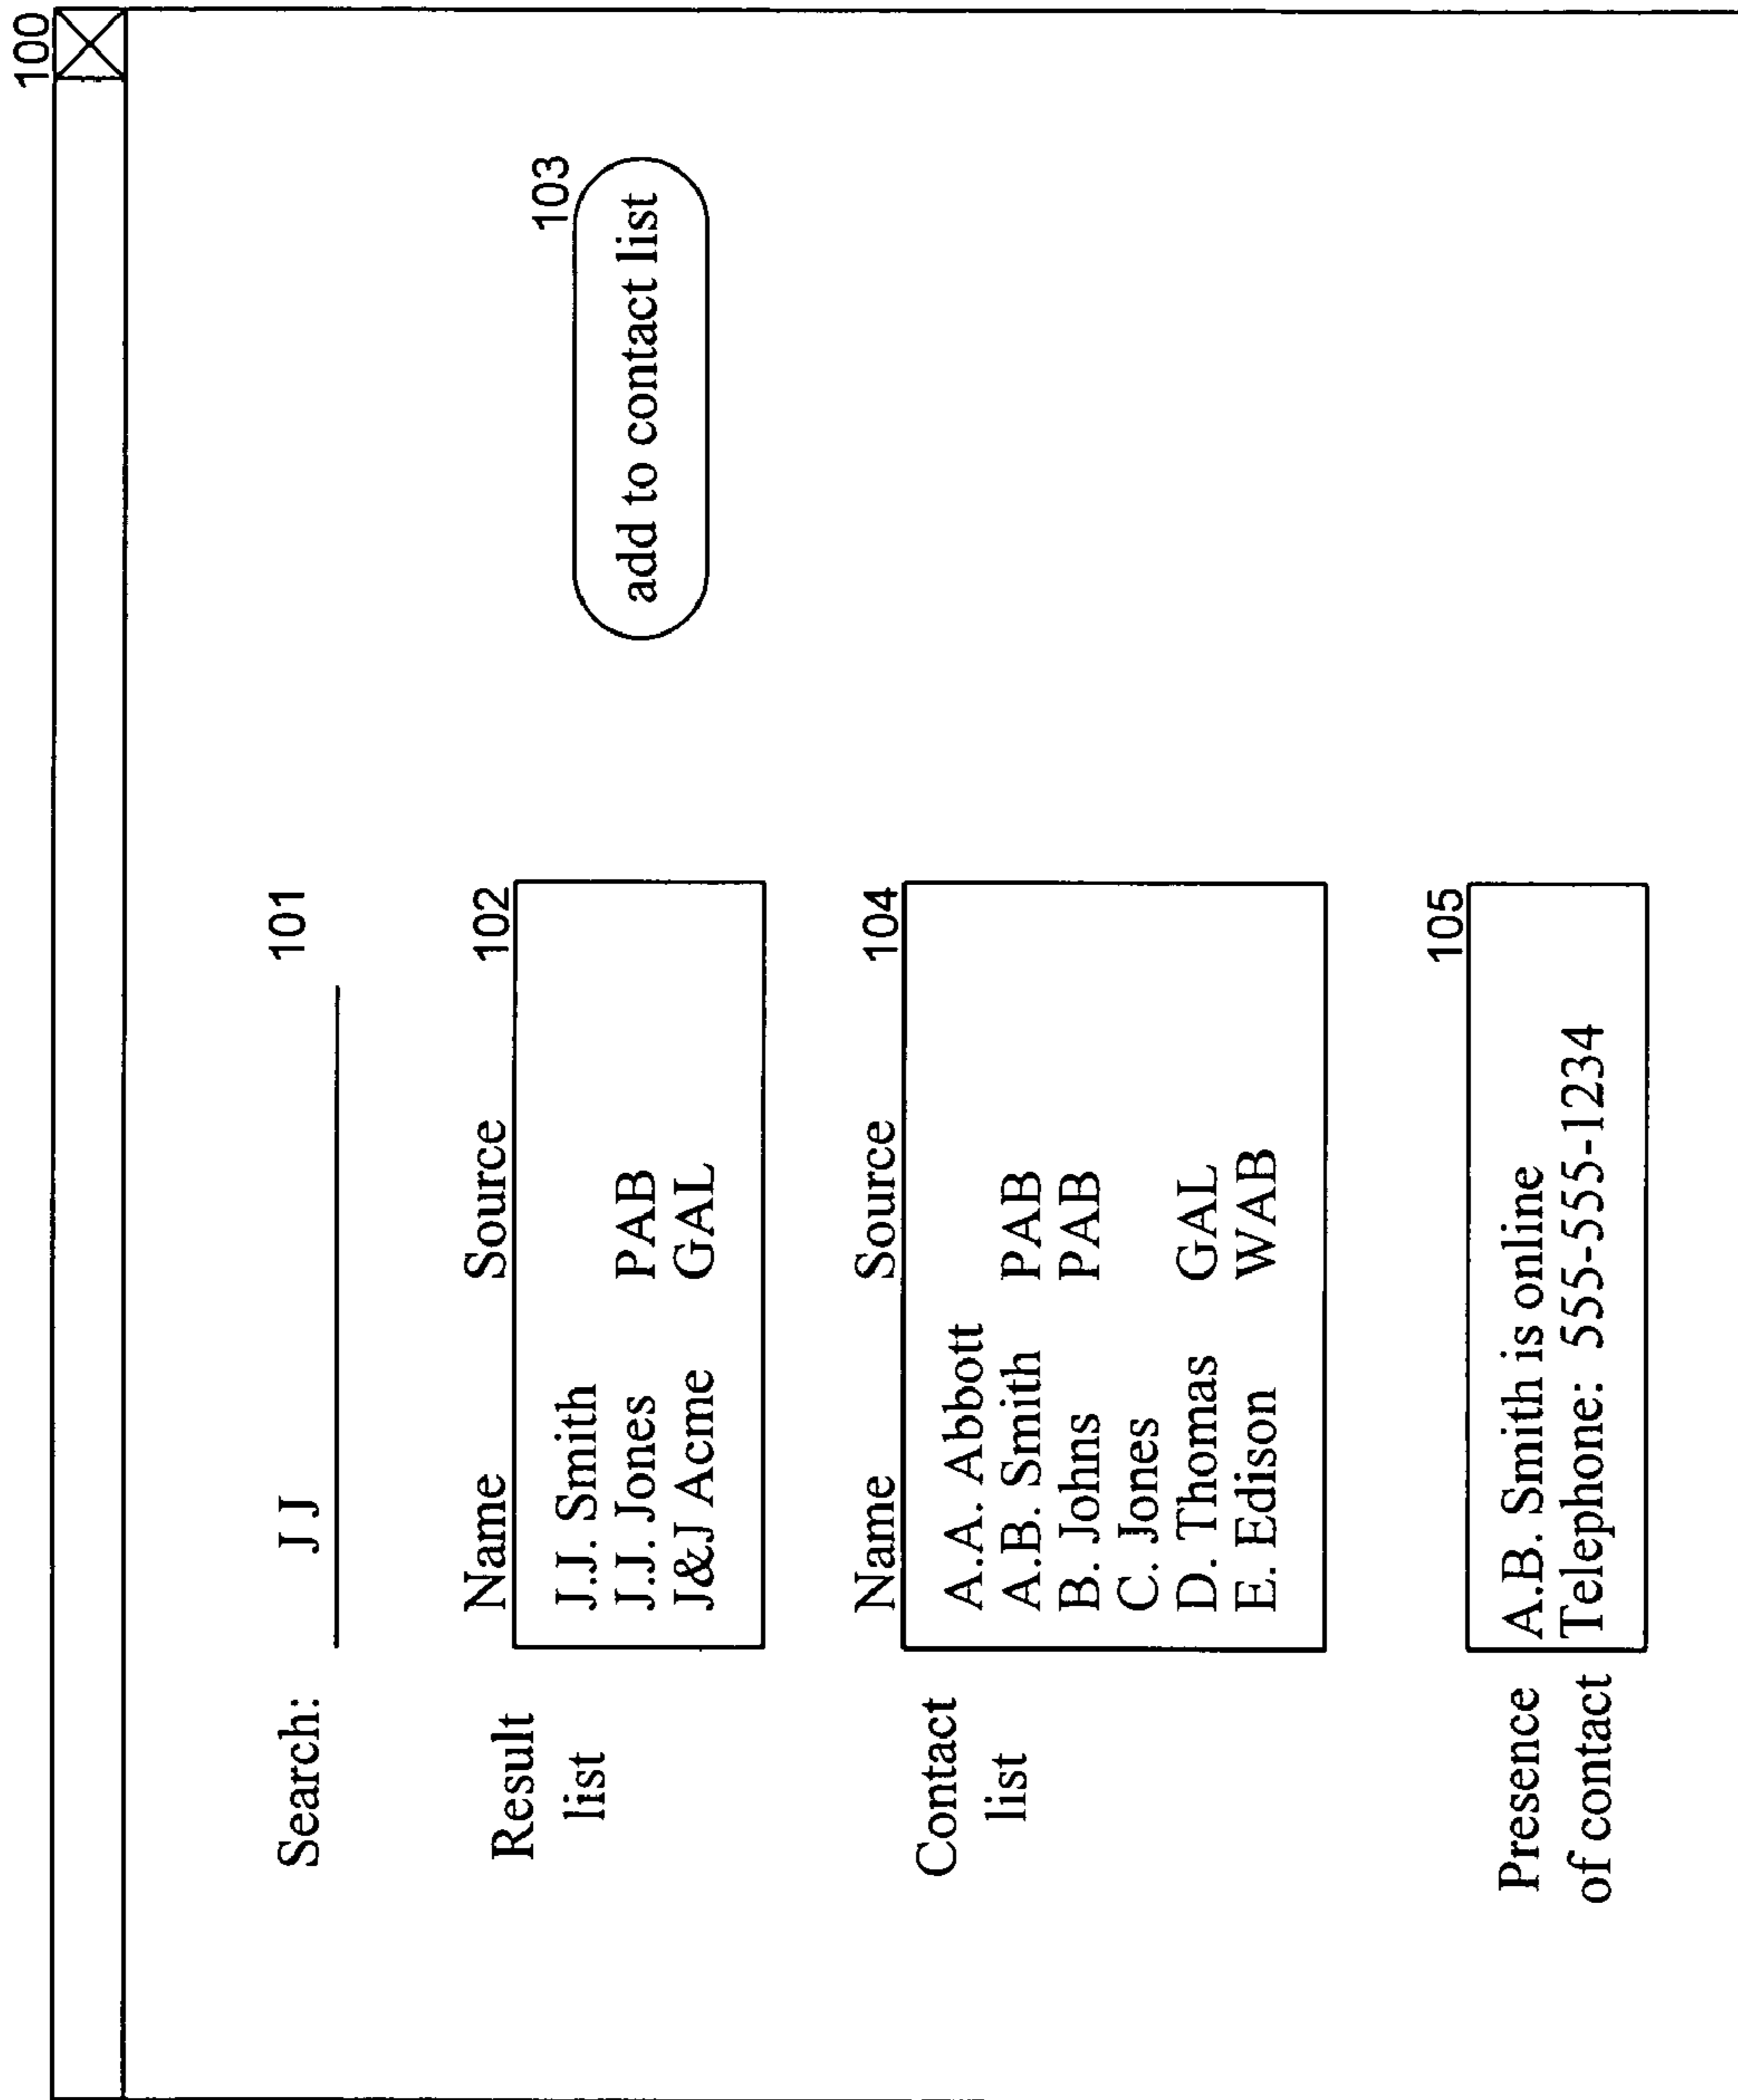 100
Search: J J 101
Name Source 102
Result list
J.J. Smith
J.J. Jones PAB
J&J Acme GAL
103
add to contact list
Name Source 104
Contact list
A.A. Abbott
A.B. Smith PAB
B. Johns PAB
C. Jones
D. Thomas GAL
E. Edison WAB
105
Presence of contact
A.B. Smith is online
Telephone: 555-555-1234